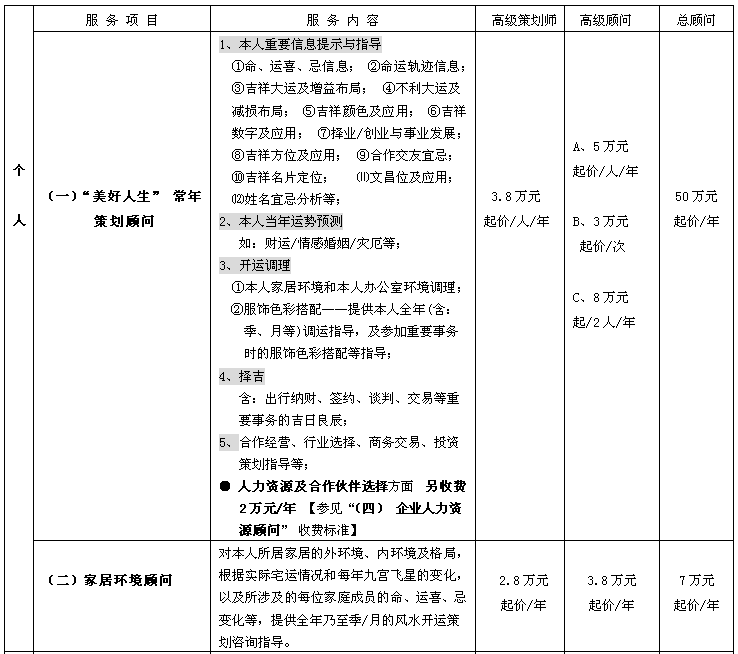 服 务 项 目
服 务 内 容
高级策划师
高级顾问
总顾问
个
人
（一）“美好人生” 常年
策划顾问
1、本人重要信息提示与指导
①命、运喜、忌信息； ②命运轨迹信息；
③吉祥大运及增益布局； ④不利大运及
减损布局； ⑤吉祥颜色及应用； ⑥吉祥
数字及应用； ⑦择业/创业与事业发展；
⑧吉祥方位及应用； ⑨合作交友宜忌；
⑩吉祥名片定位； ⑾文昌位及应用；
⑿姓名宜忌分析等；
2、本人当年运势预测
如：财运/情感婚姻/灾厄等；
3、开运调理
①本人家居环境和本人办公室环境调理；
②服饰色彩搭配——提供本人全年(含：
季、月等)调运指导，及参加重要事务
时的服饰色彩搭配等指导；
4、择吉
含：出行纳财、签约、谈判、交易等重
要事务的吉日良辰；
5、合作经营、行业选择、商务交易、投资
策划指导等；
● 人力资源及合作伙伴选择方面 另收费
2万元/年 【参见“(四) 企业人力资
源顾问” 收费标准】
3.8万元
起价/人/年
A、5万元
起价/人/年
B、3万元
起价/次
C、8万元
起/2人/年
50万元
起价/年
（二）家居环境顾问
对本人所居家居的外环境、内环境及格局，
根据实际宅运情况和每年九宫飞星的变化，
以及所涉及的每位家庭成员的命、运喜、忌
变化等，提供全年乃至季/月的风水开运策
划咨询指导。
2.8万元
起价/年
3.8万元
起价/年
7万元
起价/年